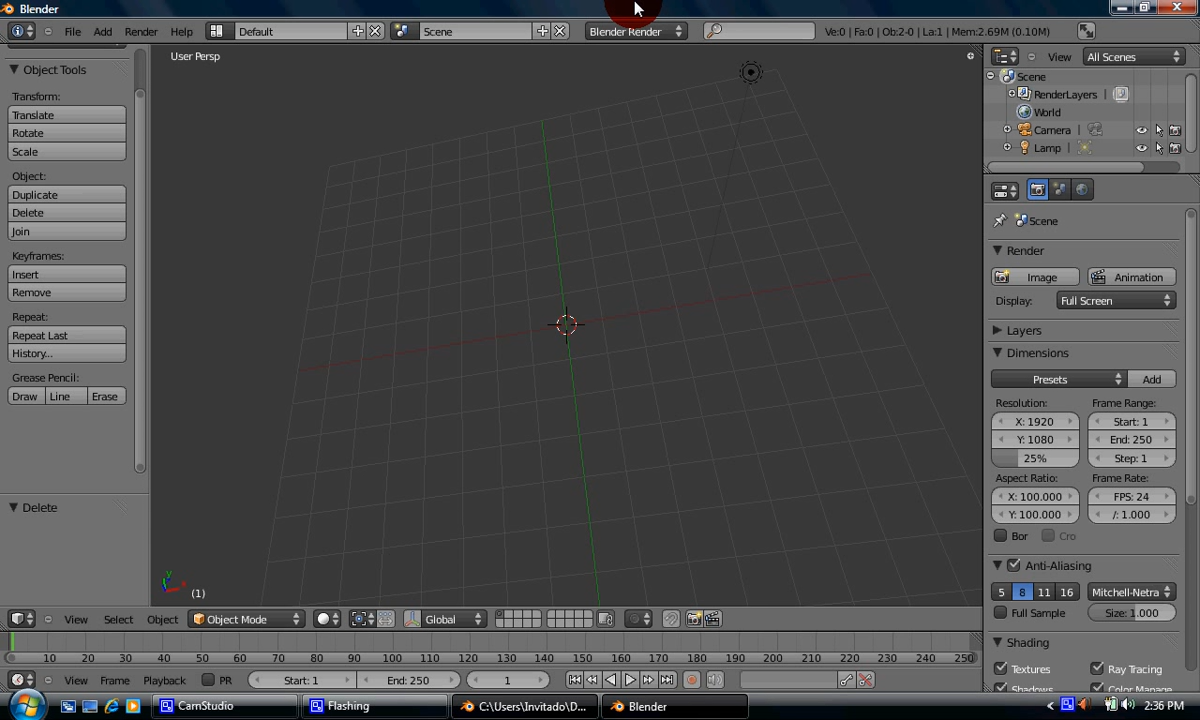 Blender
File Add Render Help Default Scene Blender Render Ve:0 | Fa:0 | Ob:2-0 | La:1 | Mem:2.69M (0.10M)
Object Tools
Transform:
Translate
Rotate
Scale
Object:
Duplicate
Delete
Join
Keyframes:
Insert
Remove
Repeat:
Repeat Last
History...
Grease Pencil:
Draw Line Erase
Delete
User Persp
(1)
View Select Object Object Mode Global
10 20 30 40 50 60 70 80 90 100 110 120 130 140 150 160 170 180 190 200 210 220 230 240 250
View Frame Playback PR Start: 1 End: 250 1
View All Scenes
Scene
RenderLayers
World
Camera
Lamp
Scene
Render
Image Animation
Display: Full Screen
Layers
Dimensions
Presets Add
Resolution: Frame Range:
X: 1920 Start: 1
Y: 1080 End: 250
25% Step: 1
Aspect Ratio: Frame Rate:
X: 100.000 FPS: 24
Y: 100.000 /: 1.000
Bor Cro
Anti-Aliasing
5 8 11 16 Mitchell-Netra
Full Sample Size: 1.000
Shading
Textures Ray Tracing
Shadows Color Manage
CamStudio Flashing C:\Users\Invitado\D... Blender 2:36 PM